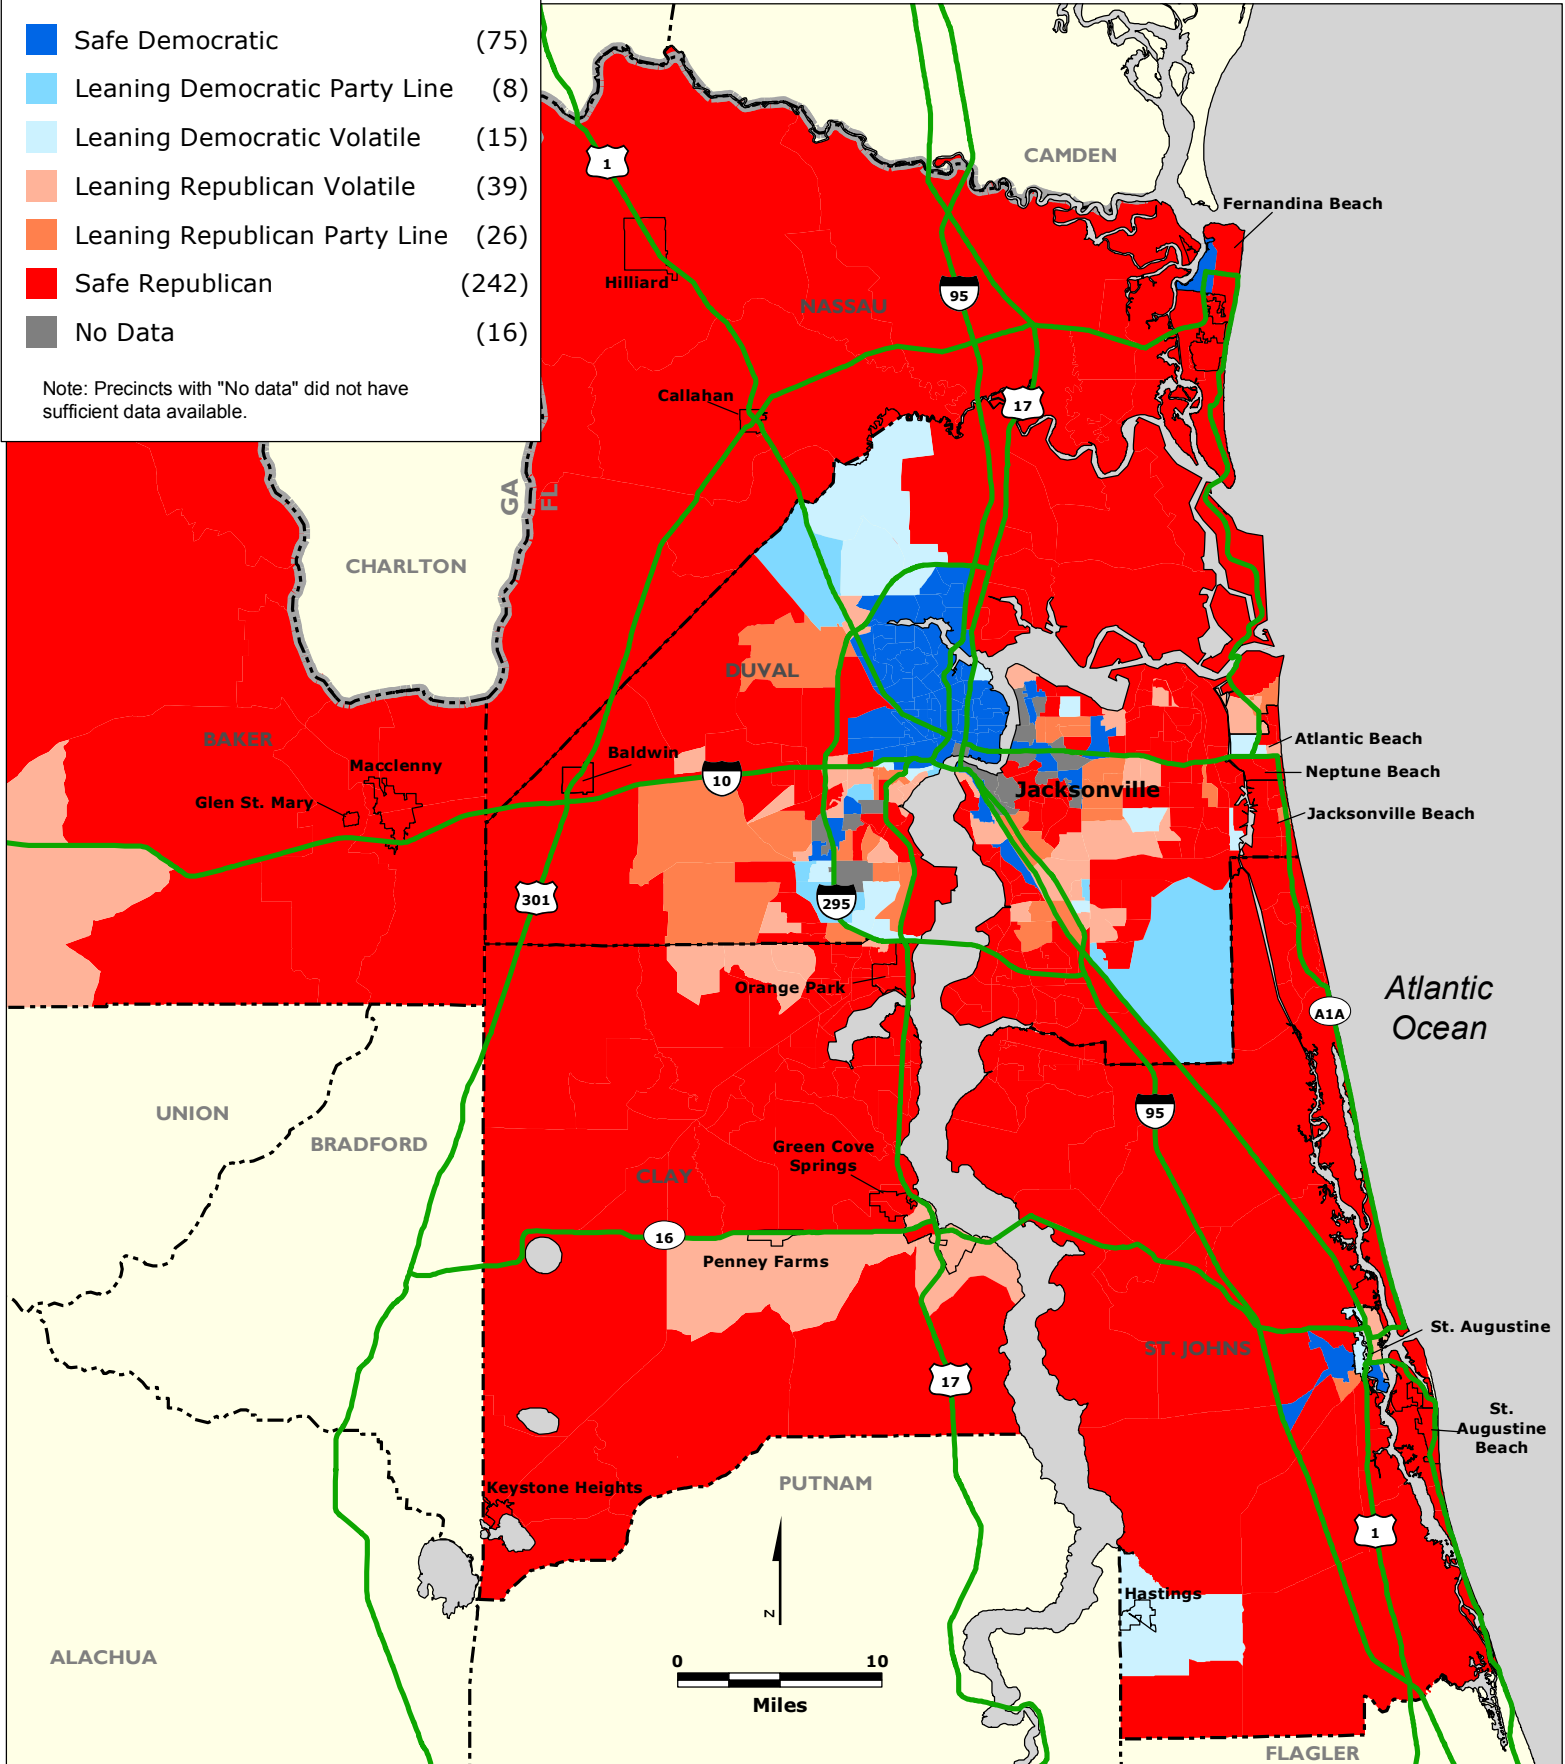 Safe Democratic (75)
Leaning Democratic Party Line (8)
Leaning Democratic Volatile (15)
Leaning Republican Volatile (39)
Leaning Republican Party Line (26)
Safe Republican (242)
No Data (16)
Note: Precincts with "No data" did not have
sufficient data available.
CAMDEN
1
Fernandina Beach
Hilliard
95
NASSAU
Callahan
17
GA
FL
CHARLTON
DUVAL
BAKER
Baldwin
Atlantic Beach
Macclenny
Neptune Beach
10
Jacksonville
Glen St. Mary
Jacksonville Beach
301
295
Orange Park
Atlantic
Ocean
A1A
UNION
95
BRADFORD
Green Cove
Springs
CLAY
16
Penney Farms
St. Augustine
ST. JOHNS
17
St.
Augustine
Beach
PUTNAM
Keystone Heights
1
Hastings
N
ALACHUA
0 10
Miles
FLAGLER